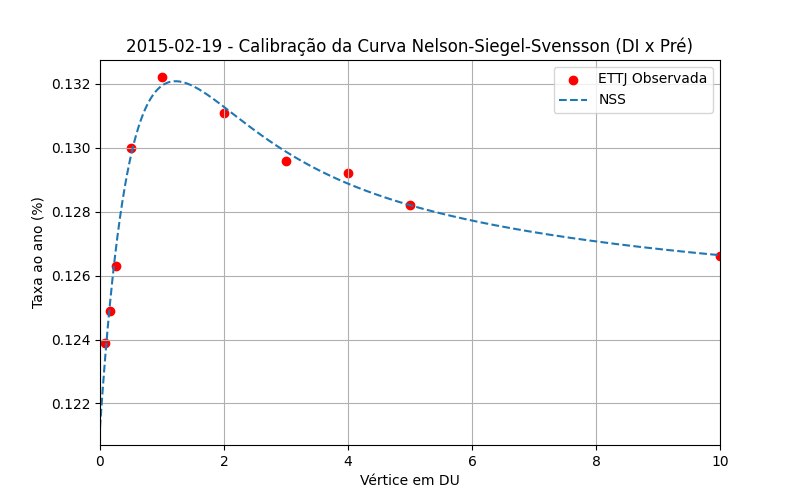 2015-02-19 - Calibração da Curva Nelson-Siegel-Svensson (DI x Pré)
ETTJ Observada
NSS
Taxa ao ano (%)
0.132
0.130
0.128
0.126
0.124
0.122
0 2 4 6 8 10
Vértice em DU